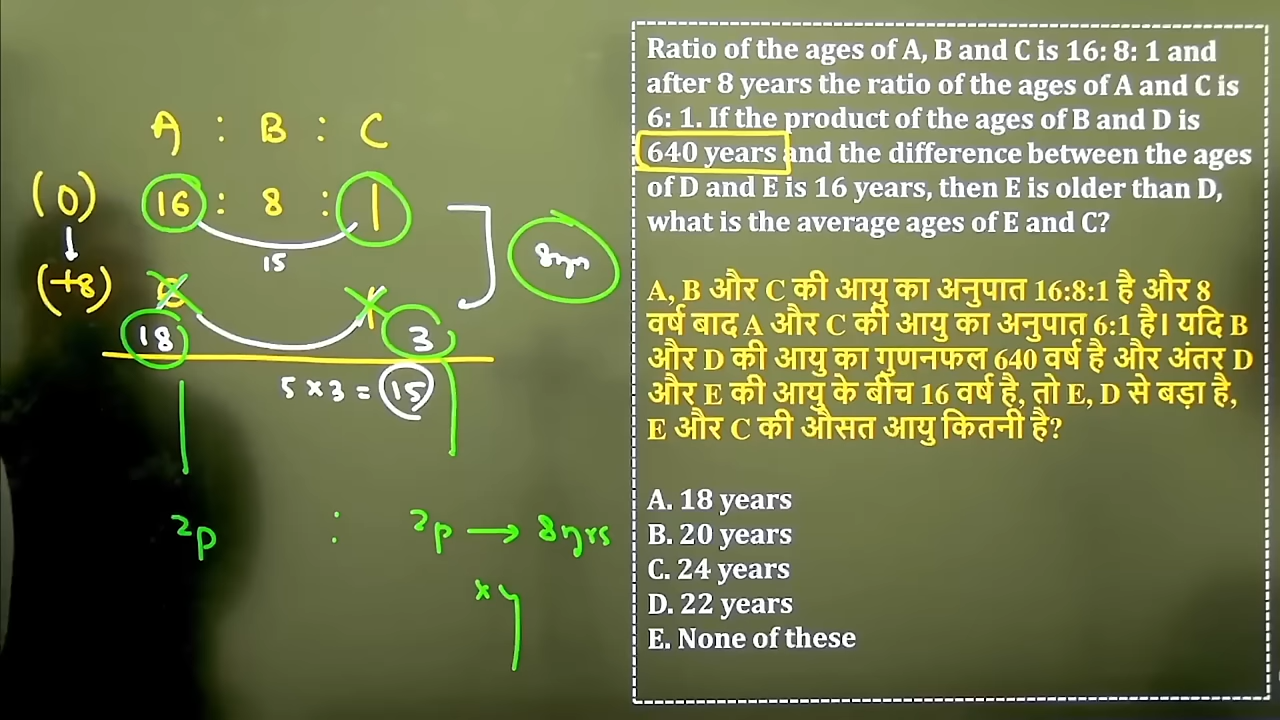 A : B : C
(0) 16 : 8 : 1
15
8yrs
(+8) 6 1
18 3
5 × 3 = 15
2p : 2p → 8yrs
×4
Ratio of the ages of A, B and C is 16: 8: 1 and
after 8 years the ratio of the ages of A and C is
6: 1. If the product of the ages of B and D is
640 years and the difference between the ages
of D and E is 16 years, then E is older than D,
what is the average ages of E and C?
A, B और C की आयु का अनुपात 16:8:1 है और 8
वर्ष बाद A और C की आयु का अनुपात 6:1 है। यदि B
और D की आयु का गुणनफल 640 वर्ष है और अंतर D
और E की आयु के बीच 16 वर्ष है, तो E, D से बड़ा है,
E और C की औसत आयु कितनी है?
A. 18 years
B. 20 years
C. 24 years
D. 22 years
E. None of these